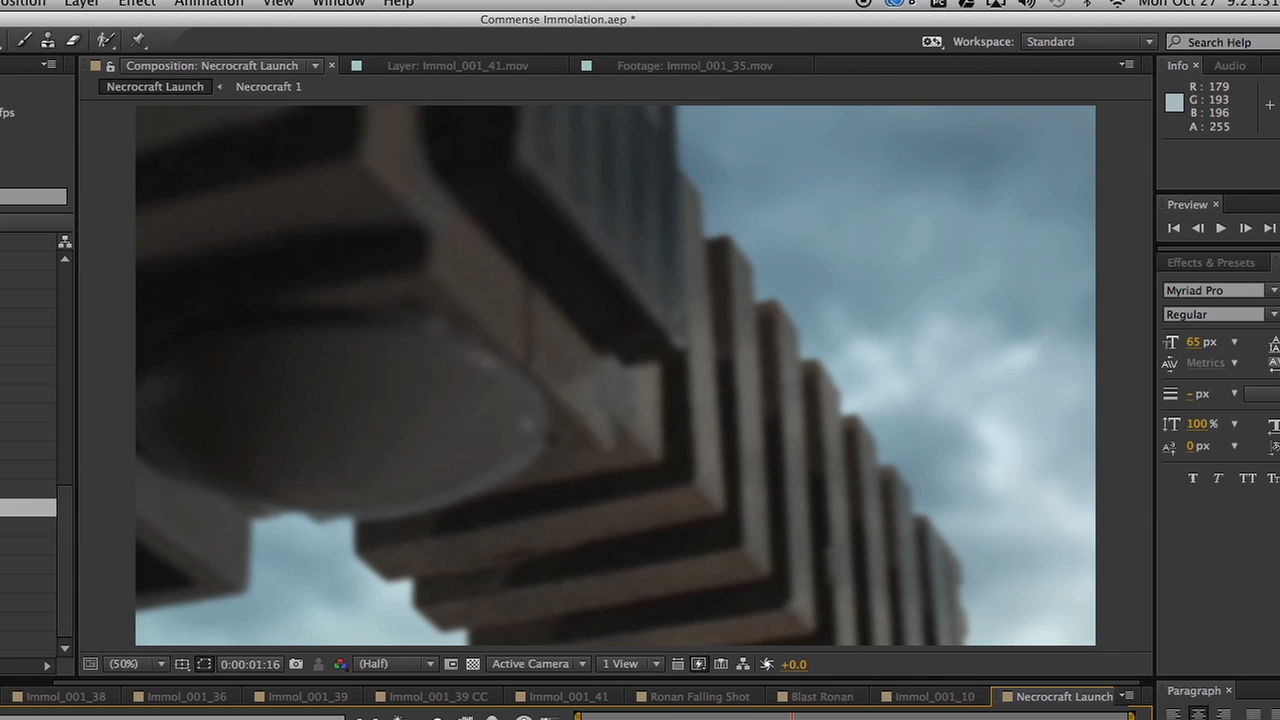 osition Layer Effect Animation View Window Help 8 Mon Oct 27 9:21:31
Commense Immolation.aep *
Workspace: Standard Search Help
Composition: Necrocraft Launch × Layer: Immol_001_41.mov Footage: Immol_001_35.mov Info × Audio
Necrocraft Launch Necrocraft 1
fps
R: 179
G: 193
B: 196
A: 255
Preview ×
Effects & Presets
Myriad Pro
Regular
65 px
Metrics
- px
100 %
0 px
T T TT Tт
(50%) 0:00:01:16 (Half) Active Camera 1 View +0.0
Immol_001_38 Immol_001_36 Immol_001_39 Immol_001_39 CC Immol_001_41 Ronan Falling Shot Blast Ronan Immol_001_10 Necrocraft Launch
Paragraph ×